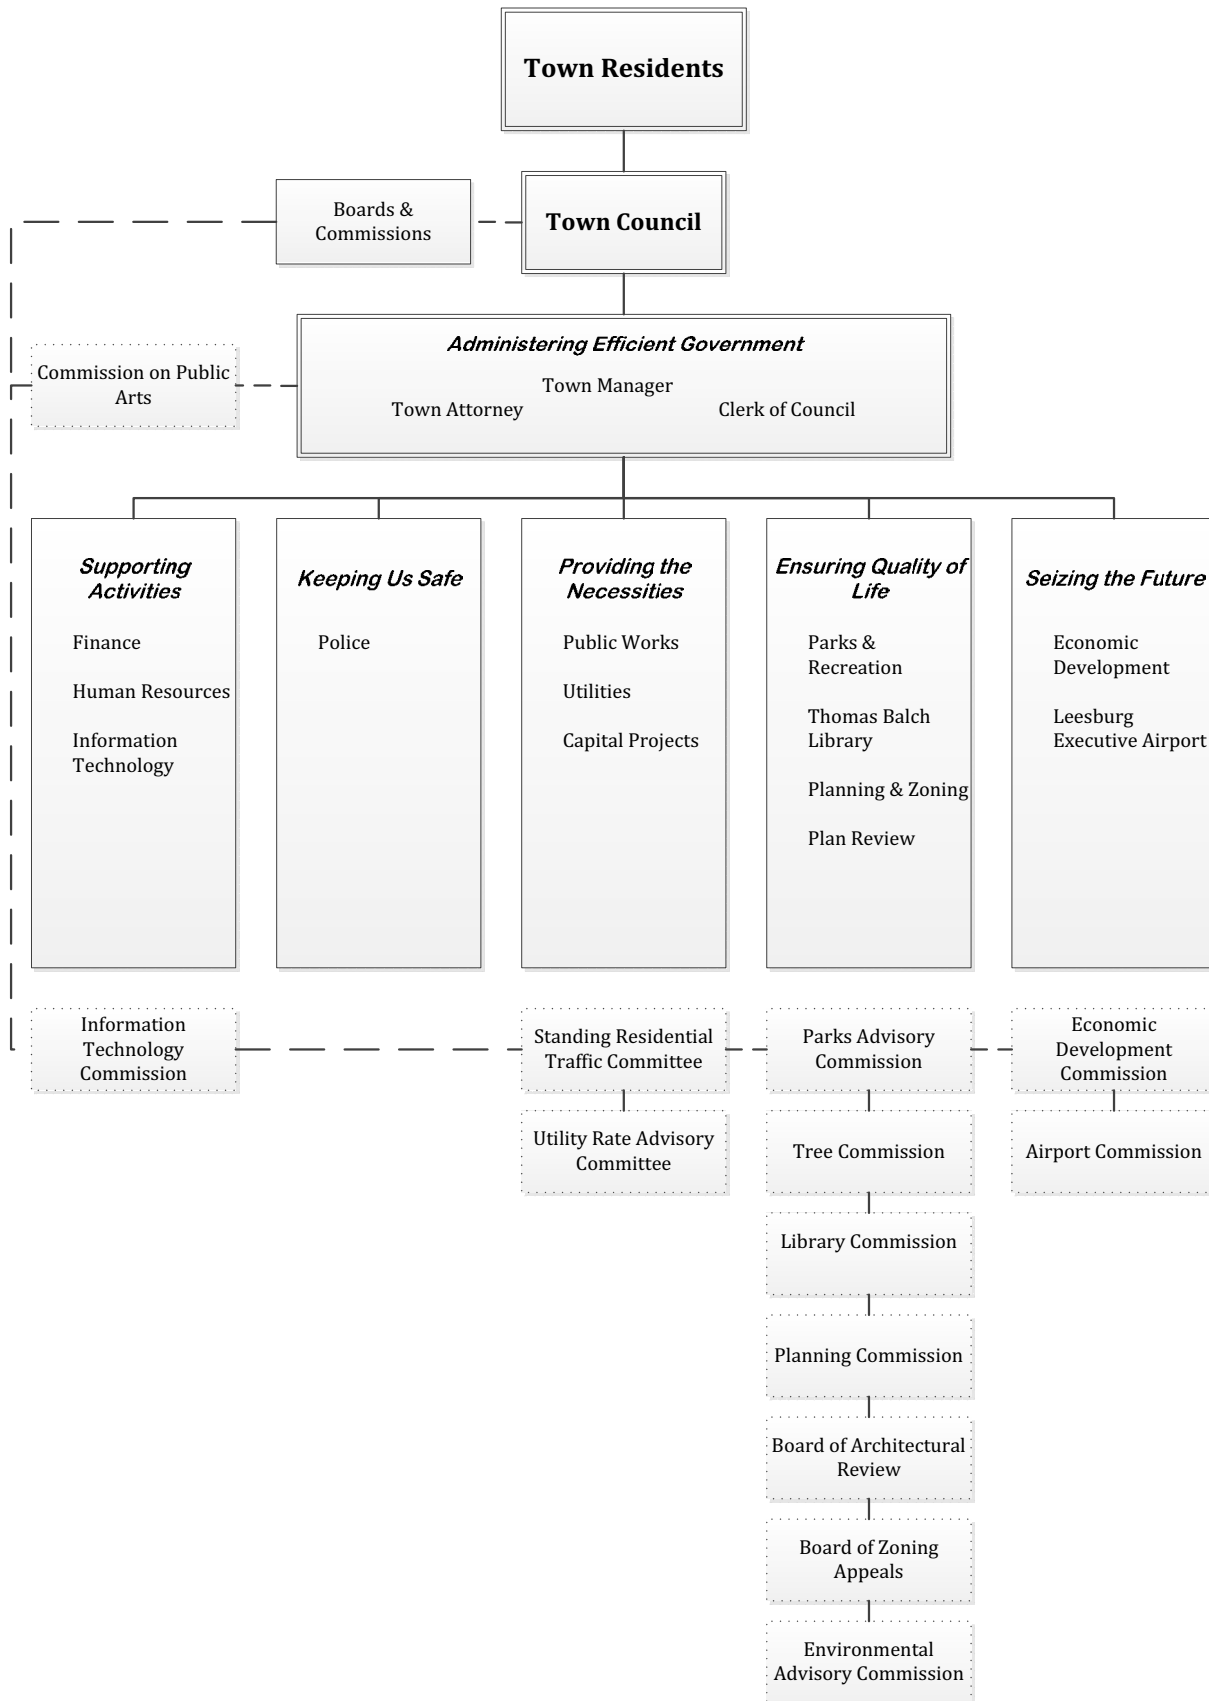 Town Residents
Boards &
Commissions
Town Council
Administering Efficient Government
Town Manager
Town Attorney
Clerk of Council
Commission on Public
Arts
Supporting
Activities
Finance
Human Resources
Information
Technology
Keeping Us Safe
Police
Providing the
Necessities
Public Works
Utilities
Capital Projects
Ensuring Quality of
Life
Parks &
Recreation
Thomas Balch
Library
Planning & Zoning
Plan Review
Seizing the Future
Economic
Development
Leesburg
Executive Airport
Information
Technology
Commission
Standing Residential
Traffic Committee
Utility Rate Advisory
Committee
Parks Advisory
Commission
Tree Commission
Library Commission
Planning Commission
Board of Architectural
Review
Board of Zoning
Appeals
Environmental
Advisory Commission
Economic
Development
Commission
Airport Commission